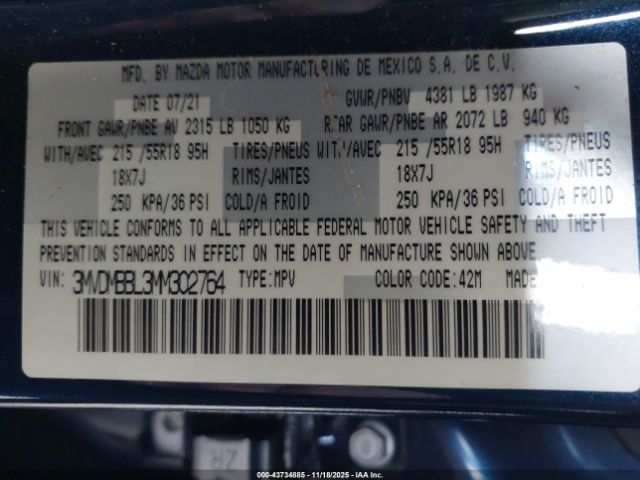 MFD. BY MAZDA MOTOR MANUFACTURING DE MEXICO S.A. DE C.V.
DATE 07/21 GVWR/PNBV 4381 LB 1987 KG
FRONT GAWR/PNBE AV 2315 LB 1050 KG REAR GAWR/PNBE AR 2072 LB 940 KG
WITH/AVEC 215 /55R18 95H TIRES/PNEUS WITH/AVEC 215 /55R18 95H TIRES/PNEUS
18X7J RIMS/JANTES 18X7J RIMS/JANTES
250 KPA/36 PSI COLD/A FROID 250 KPA/36 PSI COLD/A FROID
THIS VEHICLE CONFORMS TO ALL APPLICABLE FEDERAL MOTOR VEHICLE SAFETY AND THEFT
PREVENTION STANDARDS IN EFFECT ON THE DATE OF MANUFACTURE SHOWN ABOVE.
VIN: 3MVDMBBL3MM302764 TYPE: MPV COLOR CODE: 42M MADE
000-43734885 11/18/2025 IAAI.com